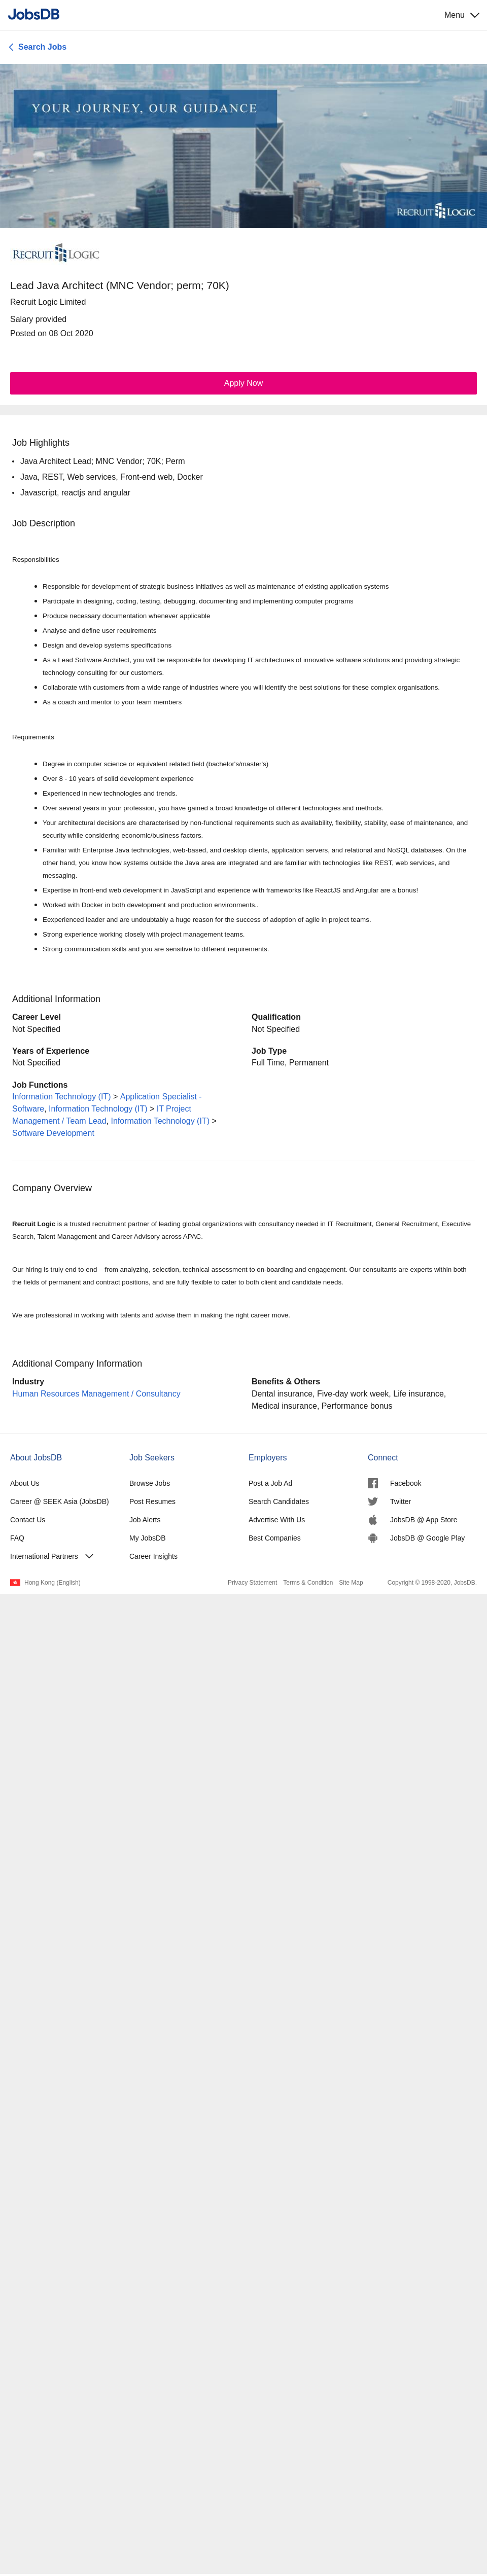 JobsDB
Menu
Search Jobs
YOUR JOURNEY, OUR GUIDANCE
RECRUIT LOGIC
RECRUIT LOGIC
Lead Java Architect (MNC Vendor; perm; 70K)
Recruit Logic Limited
Salary provided
Posted on 08 Oct 2020
Apply Now
Job Highlights
• Java Architect Lead; MNC Vendor; 70K; Perm
• Java, REST, Web services, Front-end web, Docker
• Javascript, reactjs and angular
Job Description
Responsibilities
• Responsible for development of strategic business initiatives as well as maintenance of existing application systems
• Participate in designing, coding, testing, debugging, documenting and implementing computer programs
• Produce necessary documentation whenever applicable
• Analyse and define user requirements
• Design and develop systems specifications
• As a Lead Software Architect, you will be responsible for developing IT architectures of innovative software solutions and providing strategic
technology consulting for our customers.
• Collaborate with customers from a wide range of industries where you will identify the best solutions for these complex organisations.
• As a coach and mentor to your team members
Requirements
• Degree in computer science or equivalent related field (bachelor's/master's)
• Over 8 - 10 years of solid development experience
• Experienced in new technologies and trends.
• Over several years in your profession, you have gained a broad knowledge of different technologies and methods.
• Your architectural decisions are characterised by non-functional requirements such as availability, flexibility, stability, ease of maintenance, and
security while considering economic/business factors.
• Familiar with Enterprise Java technologies, web-based, and desktop clients, application servers, and relational and NoSQL databases. On the
other hand, you know how systems outside the Java area are integrated and are familiar with technologies like REST, web services, and
messaging.
• Expertise in front-end web development in JavaScript and experience with frameworks like ReactJS and Angular are a bonus!
• Worked with Docker in both development and production environments..
• Eexperienced leader and are undoubtably a huge reason for the success of adoption of agile in project teams.
• Strong experience working closely with project management teams.
• Strong communication skills and you are sensitive to different requirements.
Additional Information
Career Level
Not Specified
Qualification
Not Specified
Years of Experience
Not Specified
Job Type
Full Time, Permanent
Job Functions
Information Technology (IT) > Application Specialist -
Software, Information Technology (IT) > IT Project
Management / Team Lead, Information Technology (IT) >
Software Development
Company Overview
Recruit Logic is a trusted recruitment partner of leading global organizations with consultancy needed in IT Recruitment, General Recruitment, Executive
Search, Talent Management and Career Advisory across APAC.
Our hiring is truly end to end – from analyzing, selection, technical assessment to on-boarding and engagement. Our consultants are experts within both
the fields of permanent and contract positions, and are fully flexible to cater to both client and candidate needs.
We are professional in working with talents and advise them in making the right career move.
Additional Company Information
Industry
Human Resources Management / Consultancy
Benefits & Others
Dental insurance, Five-day work week, Life insurance,
Medical insurance, Performance bonus
About JobsDB
About Us
Career @ SEEK Asia (JobsDB)
Contact Us
FAQ
International Partners
Job Seekers
Browse Jobs
Post Resumes
Job Alerts
My JobsDB
Career Insights
Employers
Post a Job Ad
Search Candidates
Advertise With Us
Best Companies
Connect
Facebook
Twitter
JobsDB @ App Store
JobsDB @ Google Play
Hong Kong (English)
Privacy Statement Terms & Condition Site Map Copyright © 1998-2020, JobsDB.